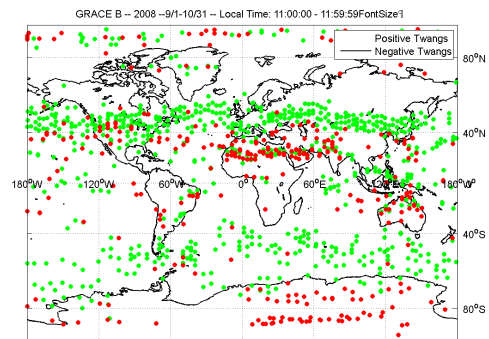 GRACE B -- 2008 --9/1-10/31 -- Local Time: 11:00:00 - 11:59:59FontSize
Positive Twangs
Negative Twangs
80°N
40°N
180°W 120°W 60°W 0° 60°E 120°E 180°W
40°S
80°S